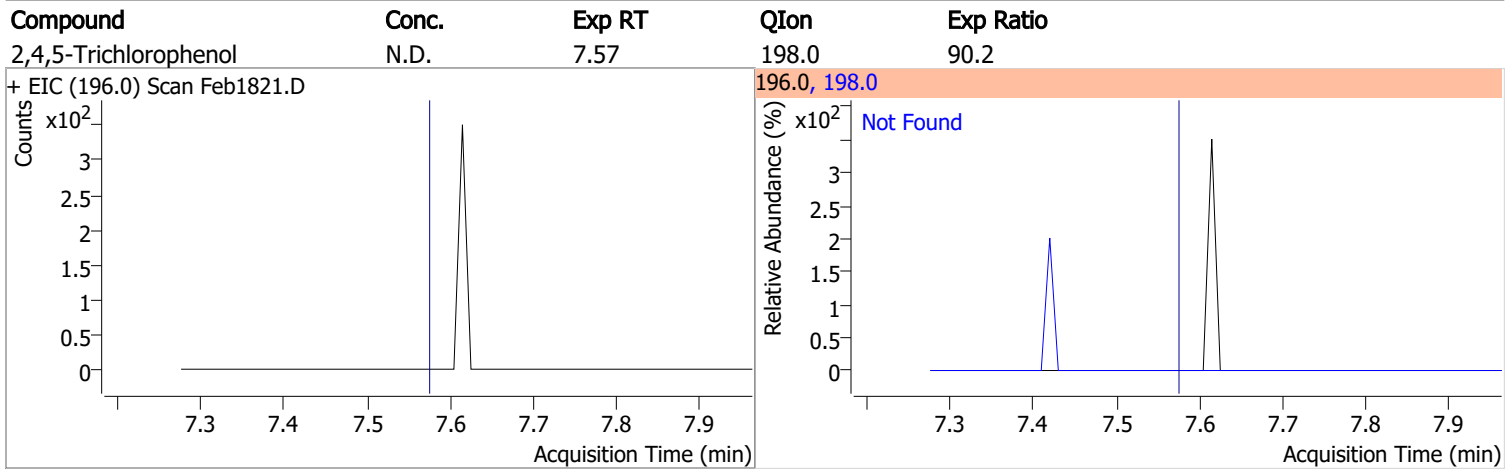 Compound Conc. Exp RT QIon Exp Ratio
2,4,5-Trichlorophenol N.D. 7.57 198.0 90.2
+ EIC (196.0) Scan Feb1821.D
Counts
x10²
3
2.5
2
1.5
1
0.5
0
7.3 7.4 7.5 7.6 7.7 7.8 7.9
Acquisition Time (min)
196.0, 198.0
Relative Abundance (%)
x10²
Not Found
3
2.5
2
1.5
1
0.5
0
7.3 7.4 7.5 7.6 7.7 7.8 7.9
Acquisition Time (min)